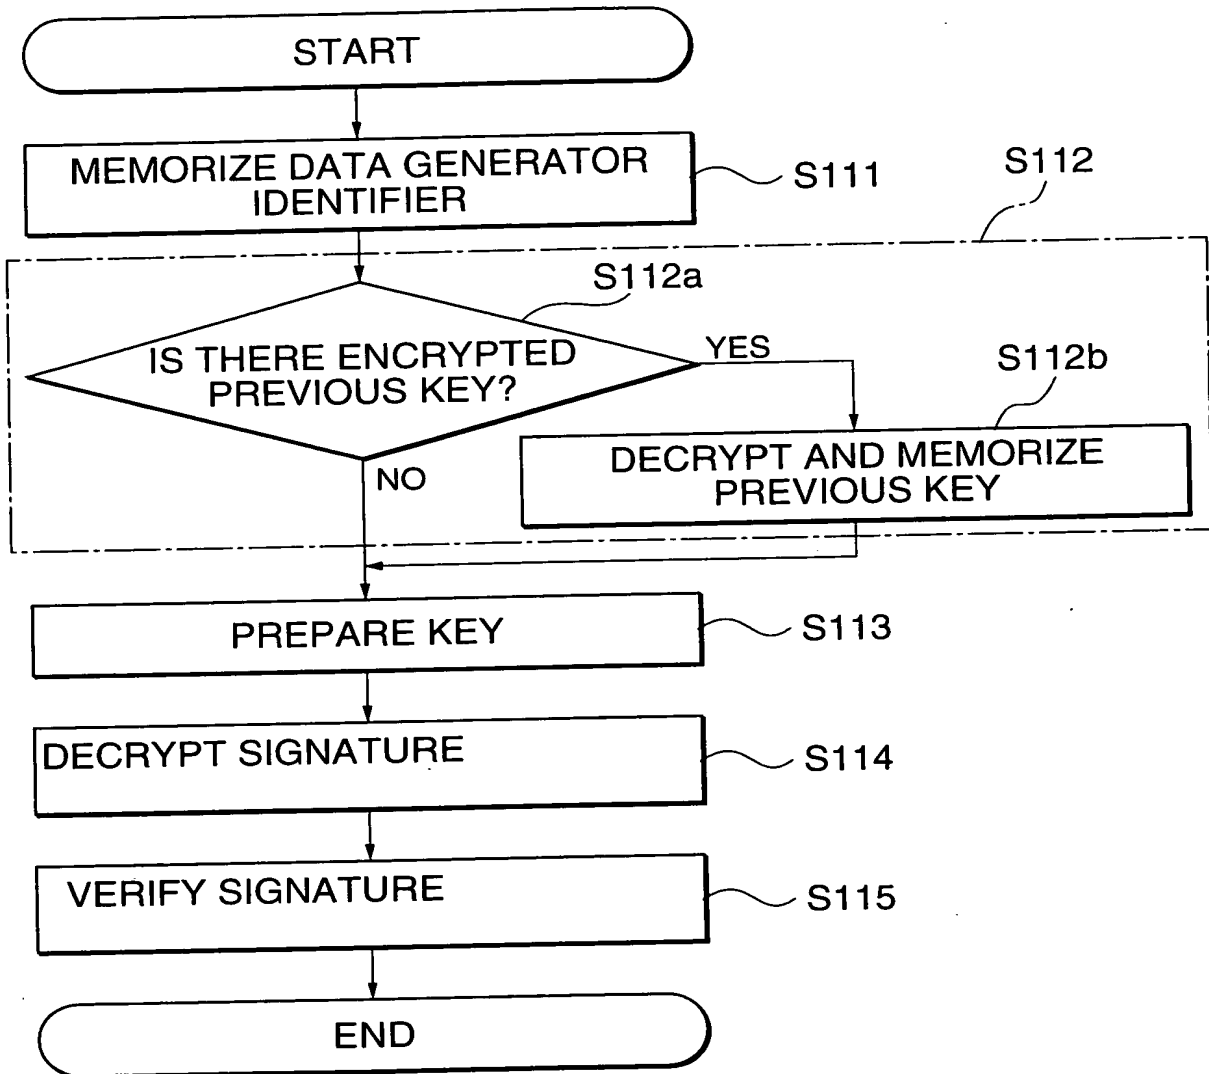 START
MEMORIZE DATA GENERATOR
IDENTIFIER
S111
S112
S112a
IS THERE ENCRYPTED
PREVIOUS KEY?
YES
S112b
DECRYPT AND MEMORIZE
PREVIOUS KEY
NO
PREPARE KEY
S113
DECRYPT SIGNATURE
S114
VERIFY SIGNATURE
S115
END